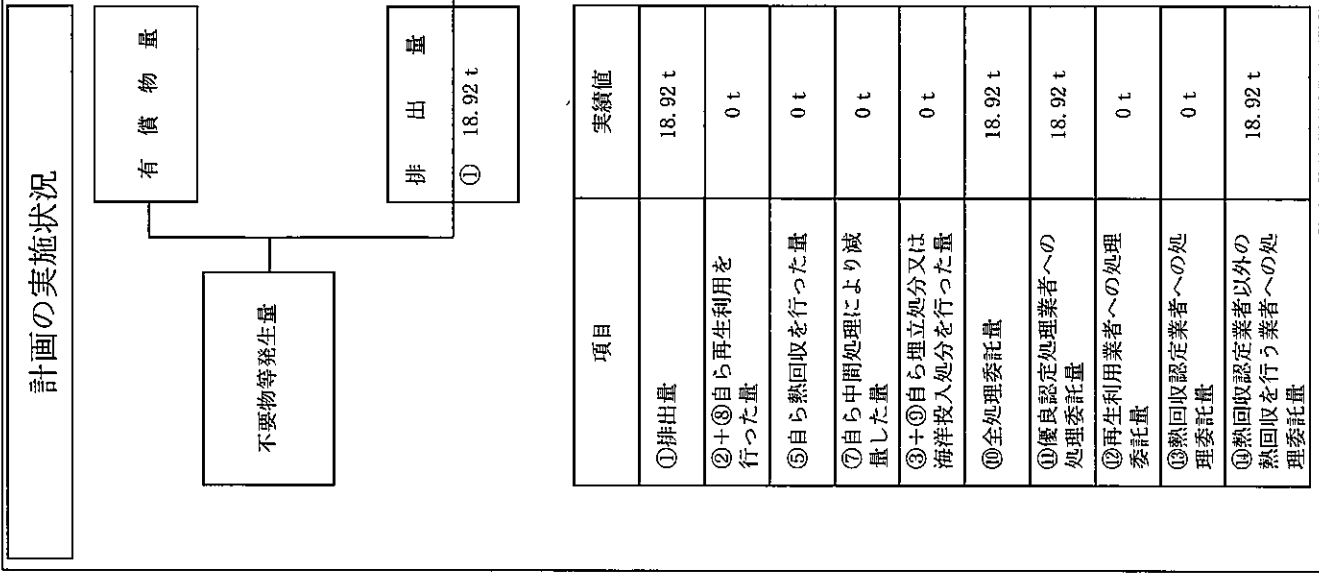 計画の実施状況
有償物量
不要物等発生量
排出量
① 18.92 t
項目
実績値
①排出量
18.92 t
②+⑧自ら再生利用を
行った量
0 t
⑤自ら熱回収を行った量
0 t
⑦自ら中間処理により減
量した量
0 t
③+⑨自ら埋立処分又は
海洋投入処分を行った量
0 t
⑩全処理委託量
18.92 t
⑪優良認定処理業者への
処理委託量
18.92 t
⑫再生利用業者への処理
委託量
0 t
⑬熱回収認定業者への処
理委託量
0 t
⑭熱回収認定業者以外の
熱回収を行う業者への処
理委託量
18.92 t